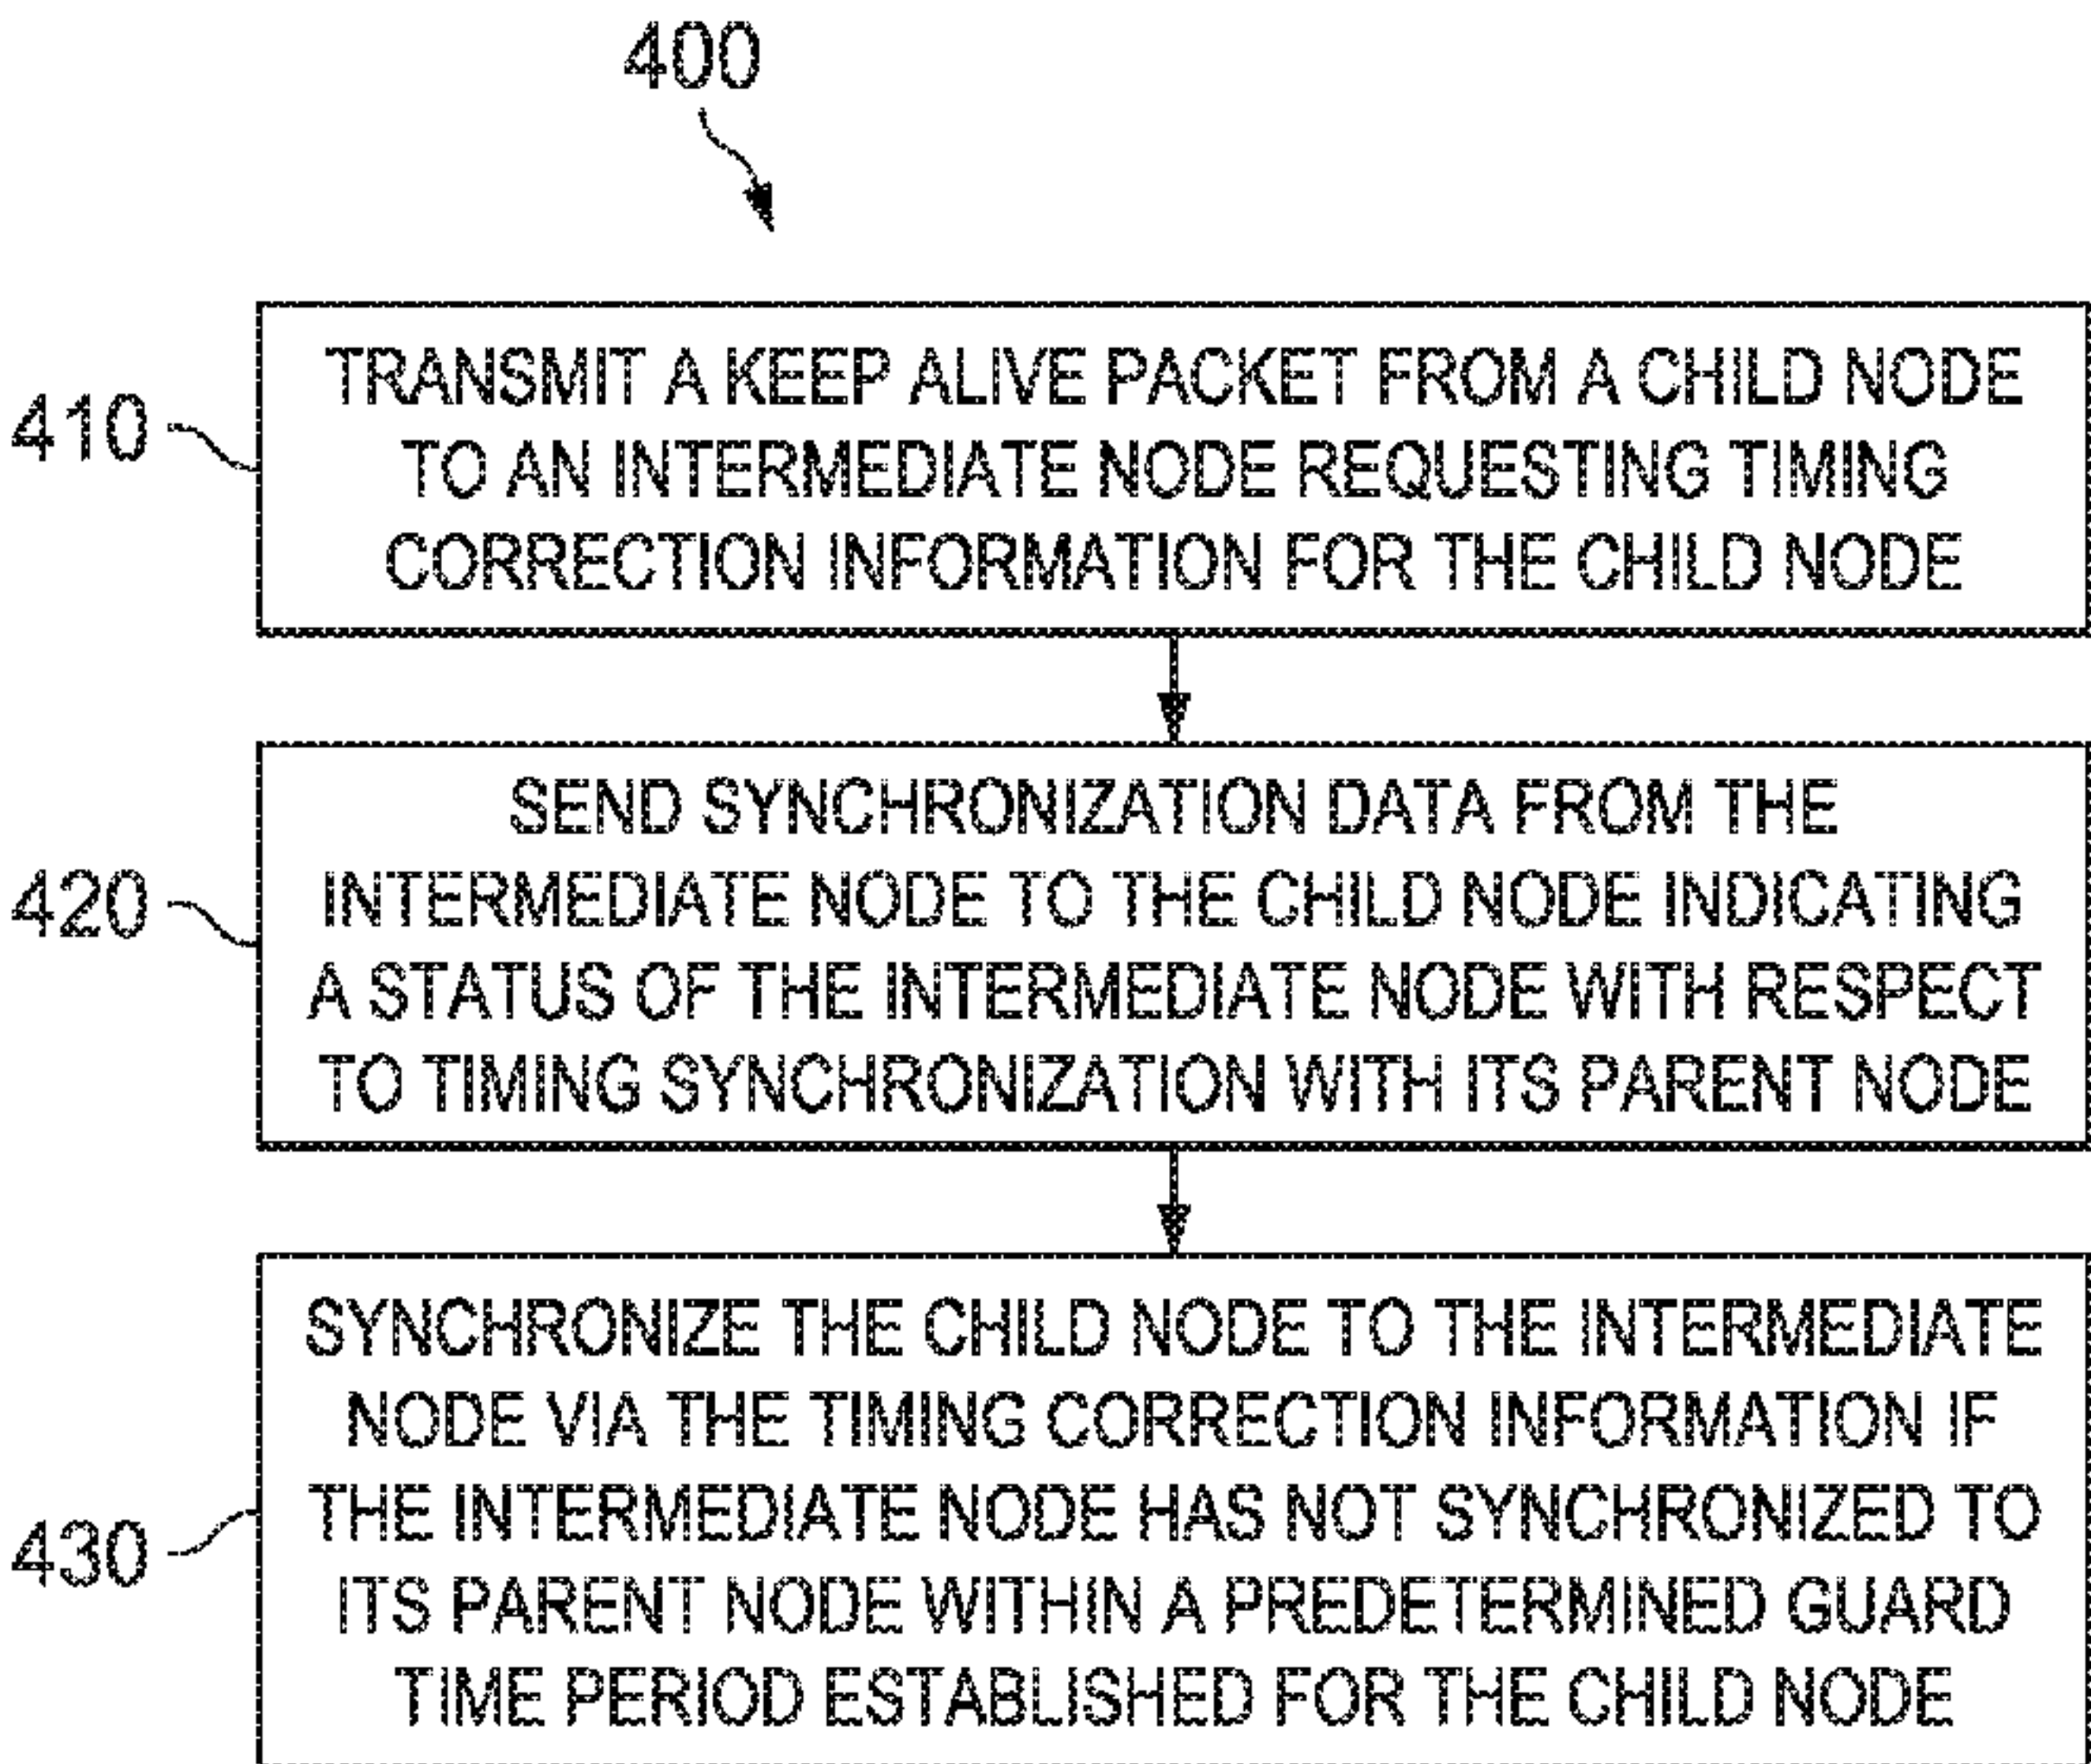 400
410
TRANSMIT A KEEP ALIVE PACKET FROM A CHILD NODE
TO AN INTERMEDIATE NODE REQUESTING TIMING
CORRECTION INFORMATION FOR THE CHILD NODE
420
SEND SYNCHRONIZATION DATA FROM THE
INTERMEDIATE NODE TO THE CHILD NODE INDICATING
A STATUS OF THE INTERMEDIATE NODE WITH RESPECT
TO TIMING SYNCHRONIZATION WITH ITS PARENT NODE
430
SYNCHRONIZE THE CHILD NODE TO THE INTERMEDIATE
NODE VIA THE TIMING CORRECTION INFORMATION IF
THE INTERMEDIATE NODE HAS NOT SYNCHRONIZED TO
ITS PARENT NODE WITHIN A PREDETERMINED GUARD
TIME PERIOD ESTABLISHED FOR THE CHILD NODE